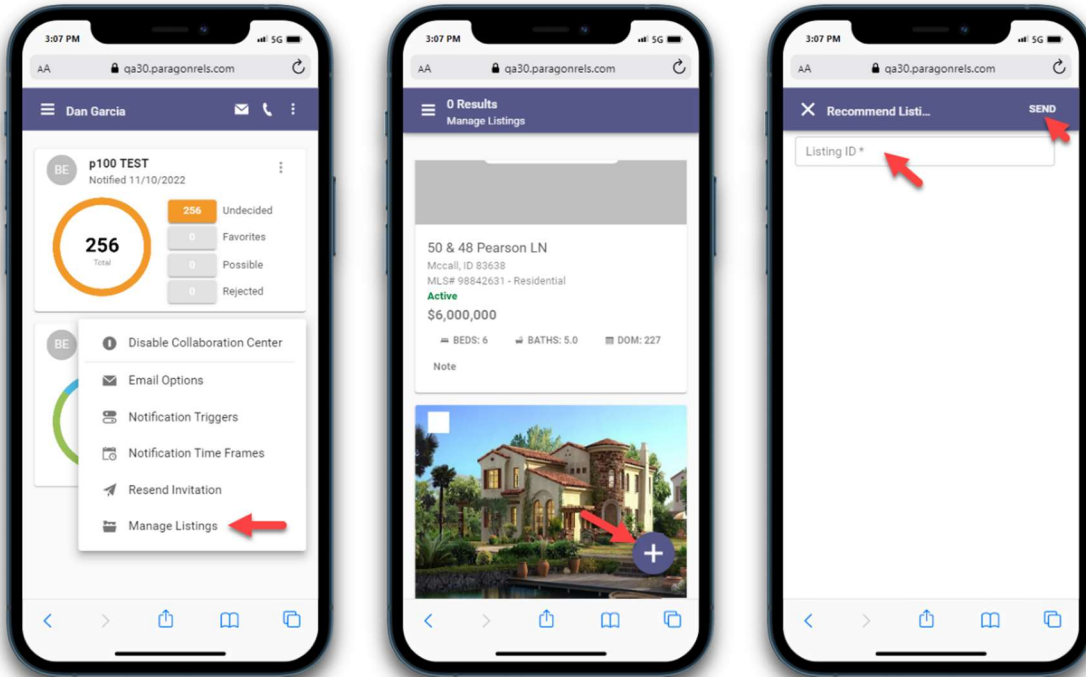 3:07 PM
5G
AA
qa30.paragonrels.com
Dan Garcia
BE
p100 TEST
Notified 11/10/2022
256
Total
256 Undecided
0 Favorites
0 Possible
0 Rejected
BE
Disable Collaboration Center
Email Options
Notification Triggers
Notification Time Frames
Resend Invitation
Manage Listings
3:07 PM
5G
AA
qa30.paragonrels.com
0 Results
Manage Listings
50 & 48 Pearson LN
Mccall, ID 83638
MLS# 98842631 - Residential
Active
$6,000,000
BEDS: 6 BATHS: 5.0 DOM: 227
Note
3:07 PM
5G
AA
qa30.paragonrels.com
Recommend Listi... SEND
Listing ID *